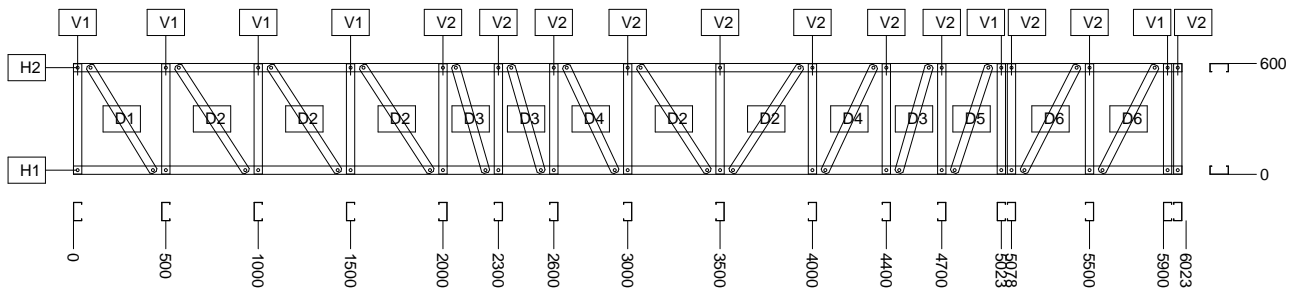 V1 V1 V1 V1 V2 V2 V2 V2 V2 V2 V2 V2 V1 V2 V2 V1 V2
H2
600
D1 D2 D2 D2 D3 D3 D4 D2 D2 D4 D3 D5 D6 D6
H1
0
0 500 1000 1500 2000 2300 2600 3000 3500 4000 4400 4700 5023 5078 5500 5900 6023